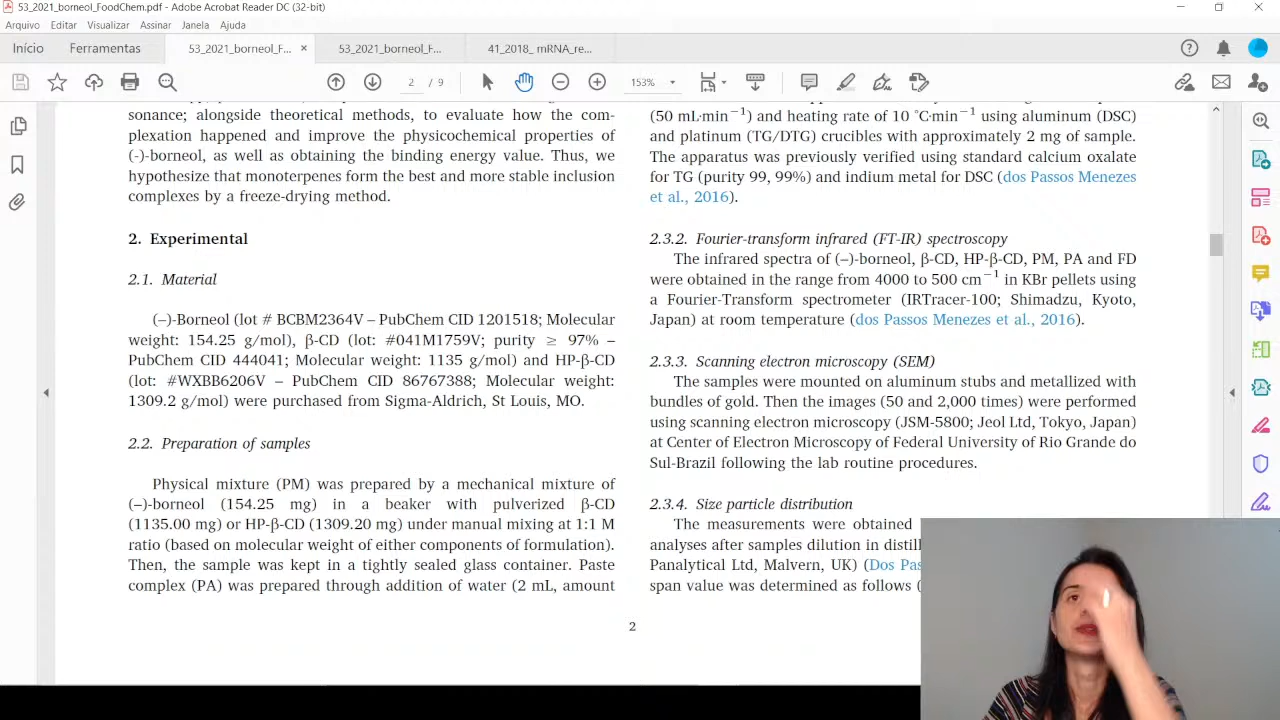 53_2021_borneol_FoodChem.pdf - Adobe Acrobat Reader DC (32-bit)
Arquivo Editar Visualizar Assinar Janela Ajuda
Início Ferramentas 53_2021_borneol_F... × 53_2021_borneol_F... 41_2018_ mRNA_re...
2 / 9 153%
sonance; alongside theoretical methods, to evaluate how the com-
plexation happened and improve the physicochemical properties of
(-)-borneol, as well as obtaining the binding energy value. Thus, we
hypothesize that monoterpenes form the best and more stable inclusion
complexes by a freeze-drying method.
2. Experimental
2.1. Material
(–)-Borneol (lot # BCBM2364V – PubChem CID 1201518; Molecular
weight: 154.25 g/mol), β-CD (lot: #041M1759V; purity ≥ 97% –
PubChem CID 444041; Molecular weight: 1135 g/mol) and HP-β-CD
(lot: #WXBB6206V – PubChem CID 86767388; Molecular weight:
1309.2 g/mol) were purchased from Sigma-Aldrich, St Louis, MO.
2.2. Preparation of samples
Physical mixture (PM) was prepared by a mechanical mixture of
(–)-borneol (154.25 mg) in a beaker with pulverized β-CD
(1135.00 mg) or HP-β-CD (1309.20 mg) under manual mixing at 1:1 M
ratio (based on molecular weight of either components of formulation).
Then, the sample was kept in a tightly sealed glass container. Paste
complex (PA) was prepared through addition of water (2 mL, amount
(50 mL·min⁻¹) and heating rate of 10 °C·min⁻¹ using aluminum (DSC)
and platinum (TG/DTG) crucibles with approximately 2 mg of sample.
The apparatus was previously verified using standard calcium oxalate
for TG (purity 99, 99%) and indium metal for DSC (dos Passos Menezes
et al., 2016).
2.3.2. Fourier-transform infrared (FT-IR) spectroscopy
The infrared spectra of (–)-borneol, β-CD, HP-β-CD, PM, PA and FD
were obtained in the range from 4000 to 500 cm⁻¹ in KBr pellets using
a Fourier-Transform spectrometer (IRTracer-100; Shimadzu, Kyoto,
Japan) at room temperature (dos Passos Menezes et al., 2016).
2.3.3. Scanning electron microscopy (SEM)
The samples were mounted on aluminum stubs and metallized with
bundles of gold. Then the images (50 and 2,000 times) were performed
using scanning electron microscopy (JSM-5800; Jeol Ltd, Tokyo, Japan)
at Center of Electron Microscopy of Federal University of Rio Grande do
Sul-Brazil following the lab routine procedures.
2.3.4. Size particle distribution
The measurements were obtained
analyses after samples dilution in distil
Panalytical Ltd, Malvern, UK) (Dos Pas
span value was determined as follows (
2